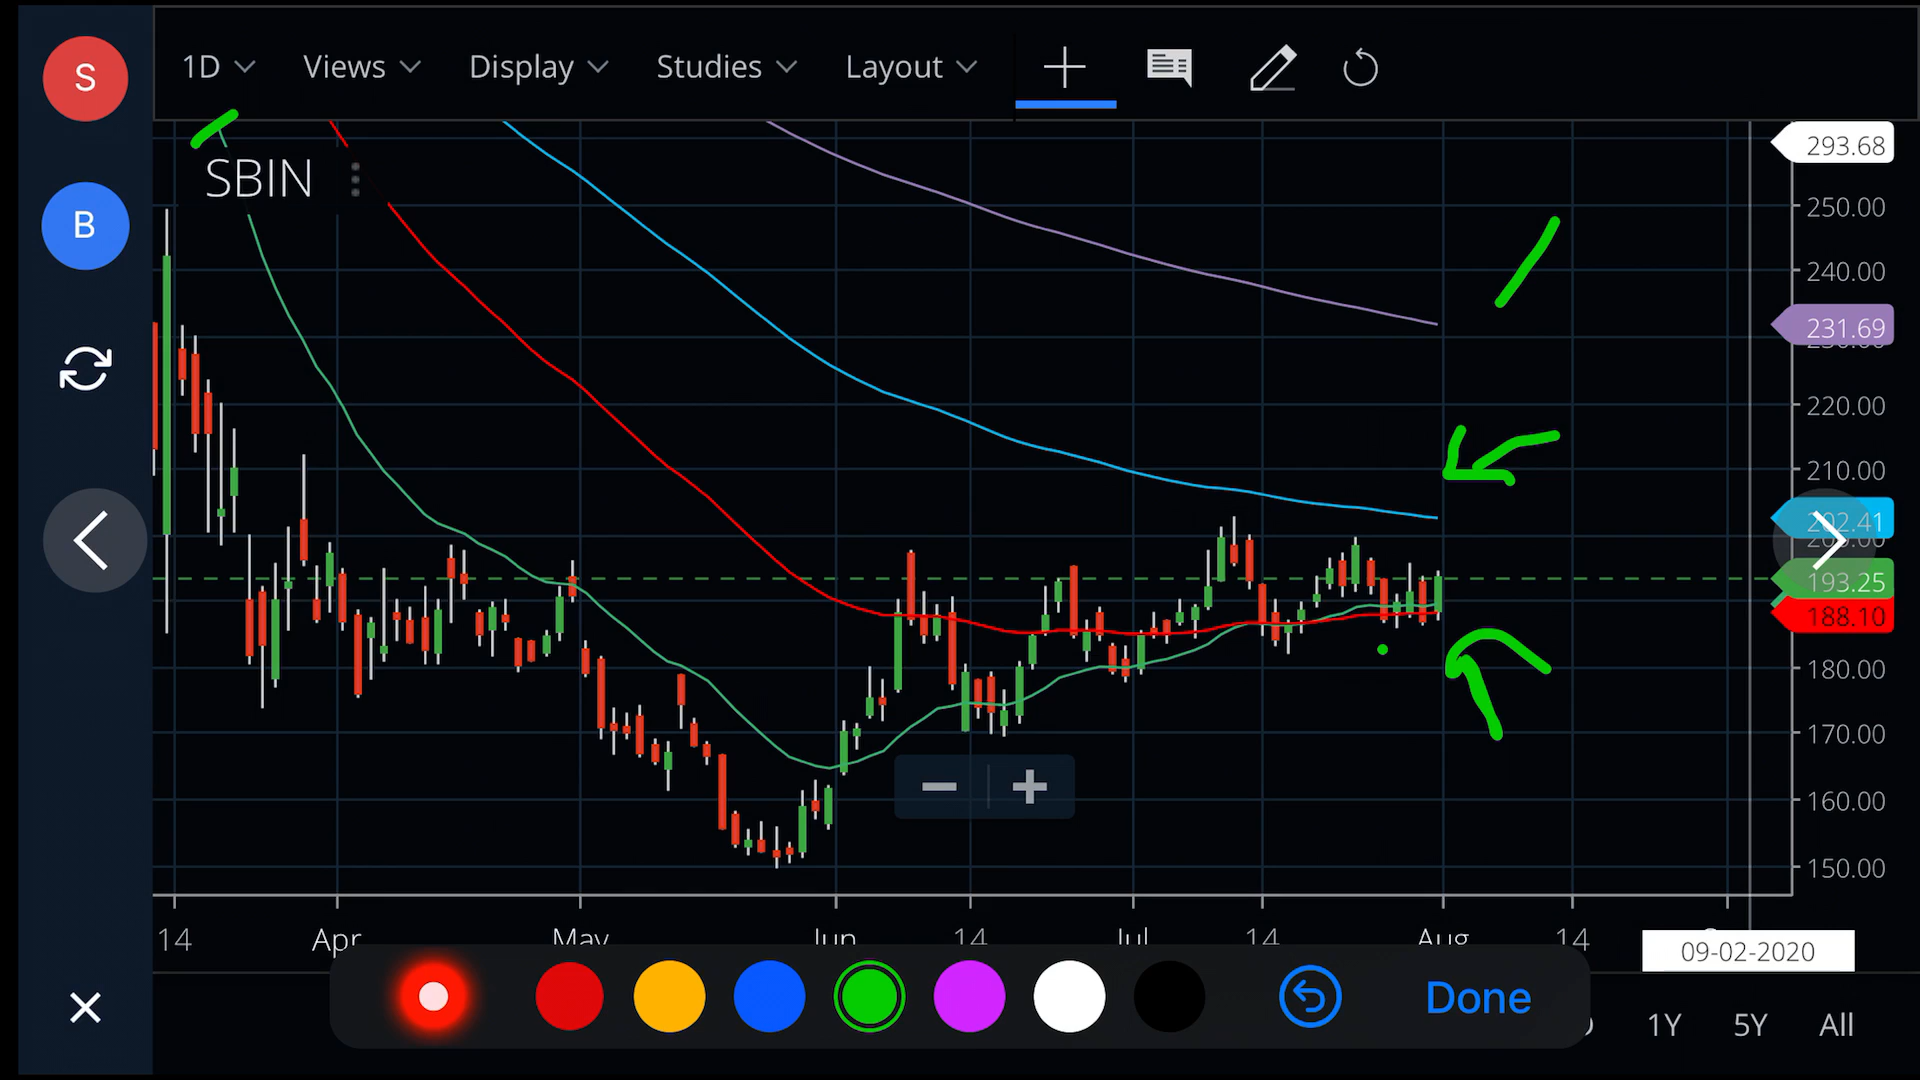 S
1D Views Display Studies Layout
293.68
SBIN
B
250.00
240.00
231.69
220.00
210.00
202.41
193.25
188.10
180.00
170.00
160.00
150.00
14 Apr May Jun 14 Jul 14 Aug 14
09-02-2020
Done
1Y 5Y All